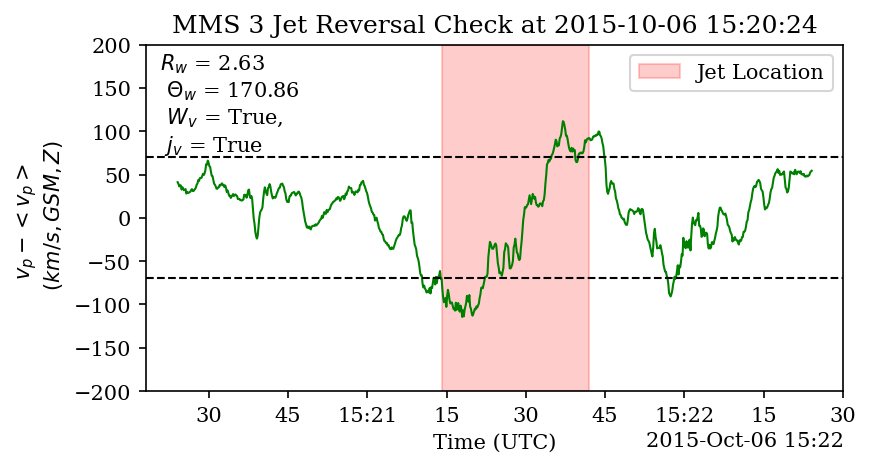 MMS 3 Jet Reversal Check at 2015-10-06 15:20:24
R_w = 2.63
Θ_w = 170.86
W_v = True,
j_v = True
Jet Location
v_p − < v_p >
(km/s, GSM, Z)
200
150
100
50
0
−50
−100
−150
−200
30 45 15:21 15 30 45 15:22 15 30
Time (UTC)
2015-Oct-06 15:22